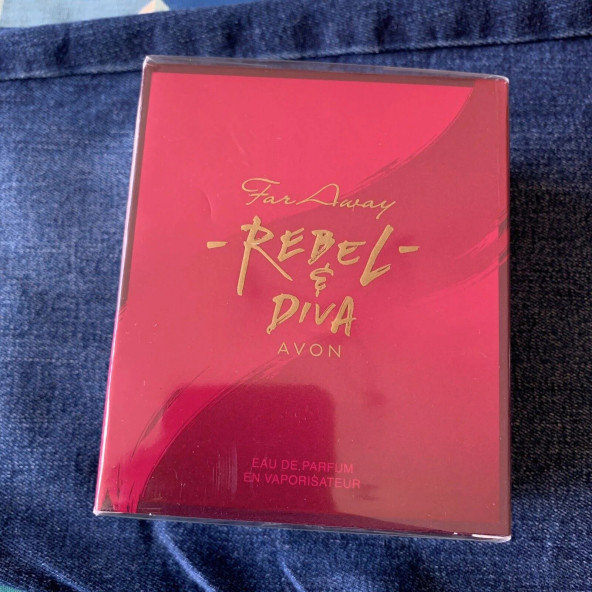 Far Away
-REBEL-
&
DIVA
AVON
EAU DE PARFUM
EN VAPORISATEUR